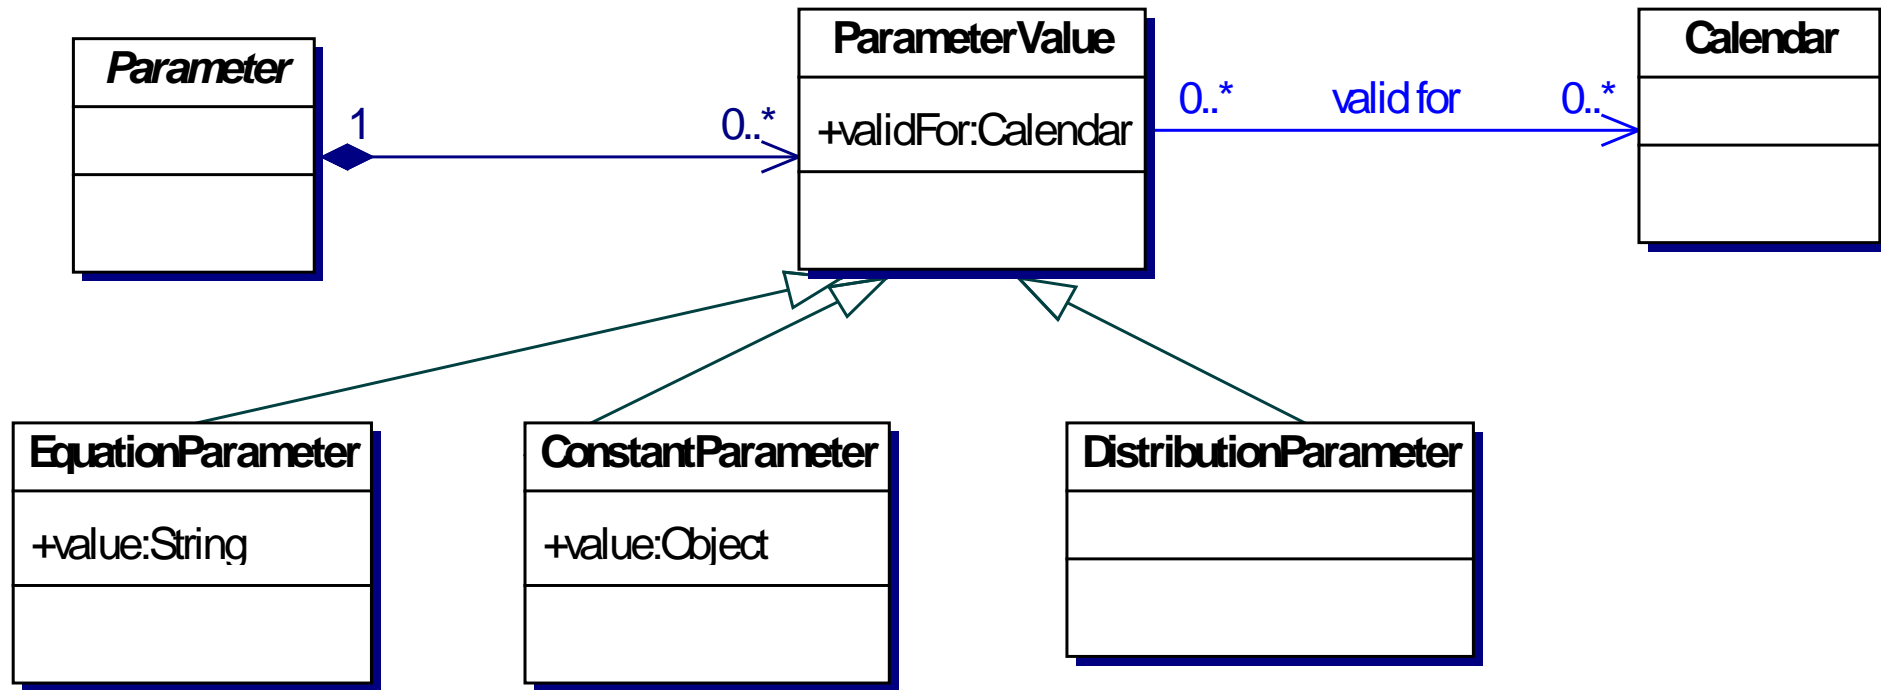 Parameter
1
0..*
ParameterValue
+validFor:Calendar
0..*
valid for
0..*
Calendar
EquationParameter
+value:String
ConstantParameter
+value:Object
DistributionParameter